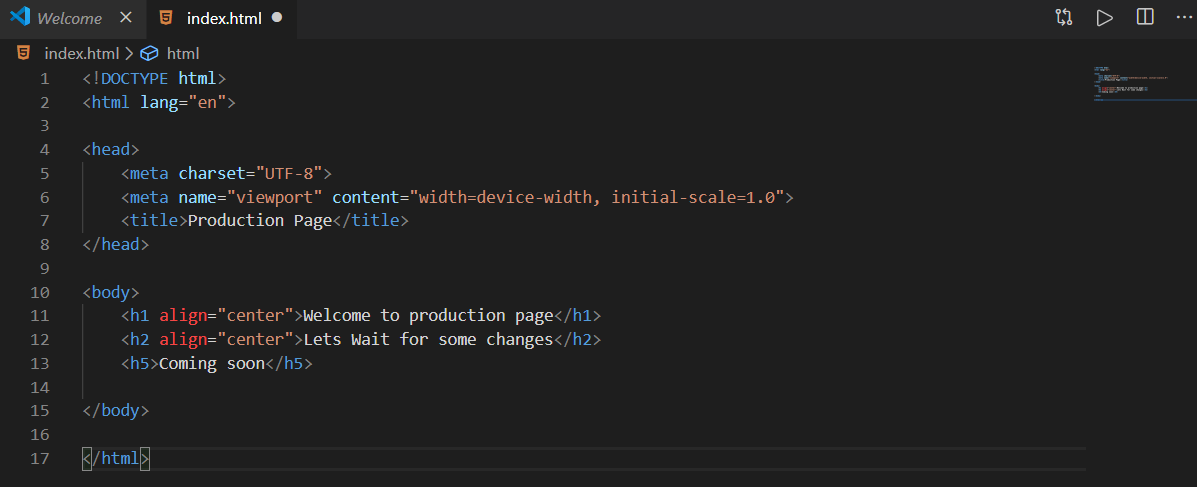 Welcome index.html
index.html html
1 <!DOCTYPE html>
2 <html lang="en">
3
4 <head>
5     <meta charset="UTF-8">
6     <meta name="viewport" content="width=device-width, initial-scale=1.0">
7     <title>Production Page</title>
8 </head>
9
10 <body>
11     <h1 align="center">Welcome to production page</h1>
12     <h2 align="center">Lets Wait for some changes</h2>
13     <h5>Coming soon</h5>
14
15 </body>
16
17 </html>